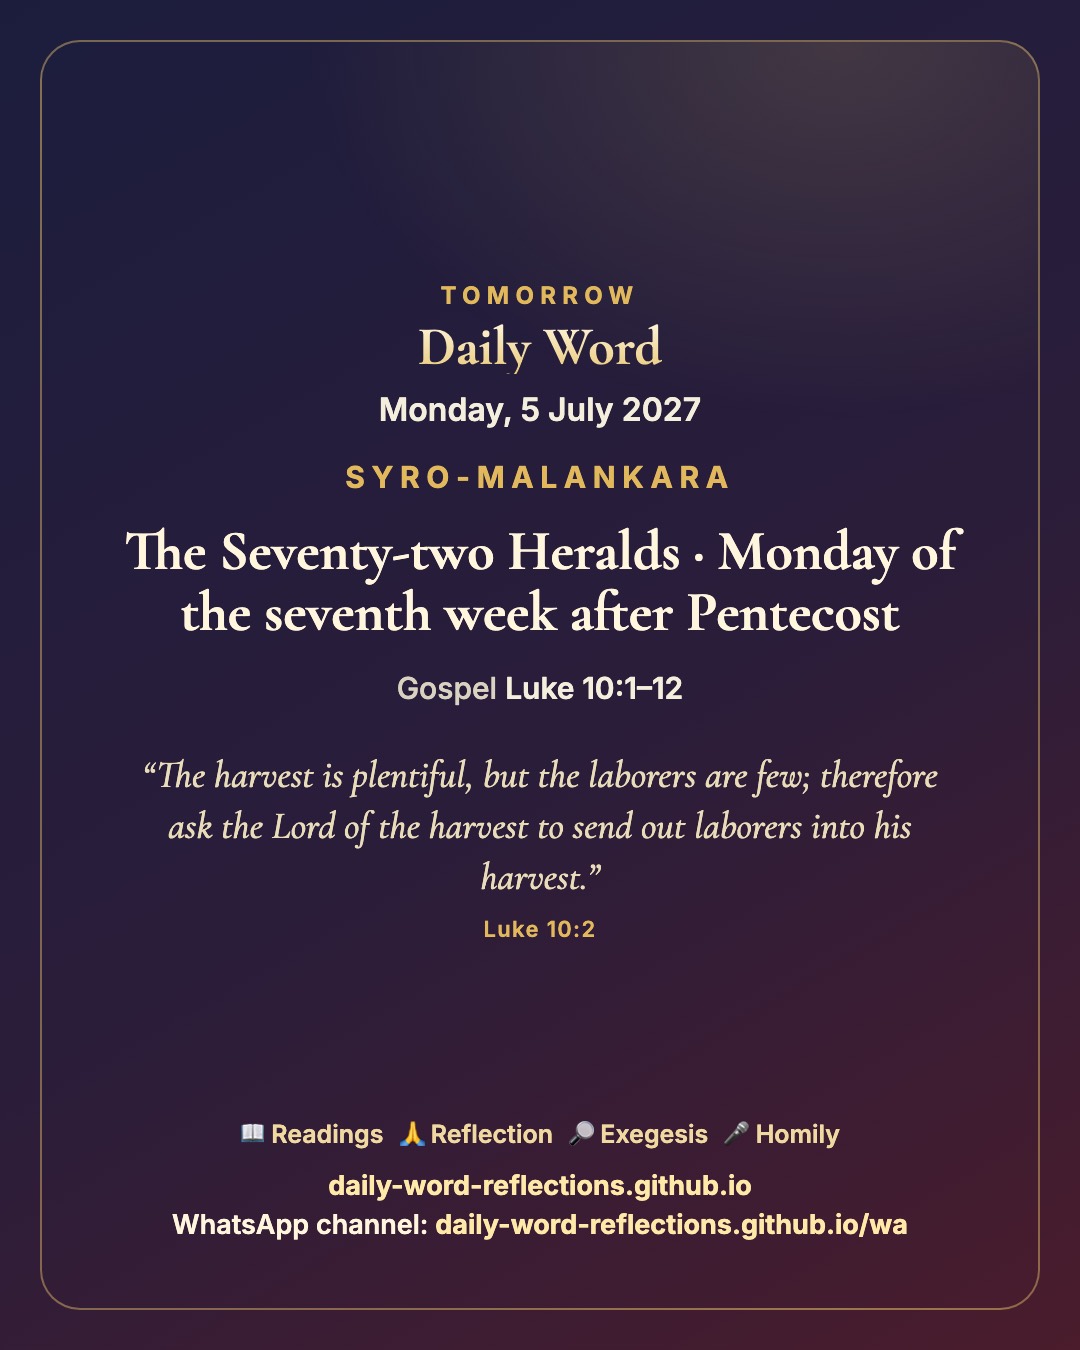 TOMORROW
Daily Word
Monday, 5 July 2027
SYRO-MALANKARA
The Seventy-two Heralds · Monday of
the seventh week after Pentecost
Gospel Luke 10:1–12
“The harvest is plentiful, but the laborers are few; therefore
ask the Lord of the harvest to send out laborers into his
harvest.”
Luke 10:2
📖 Readings 🙏 Reflection 🔎 Exegesis 🎤 Homily
daily-word-reflections.github.io
WhatsApp channel: daily-word-reflections.github.io/wa